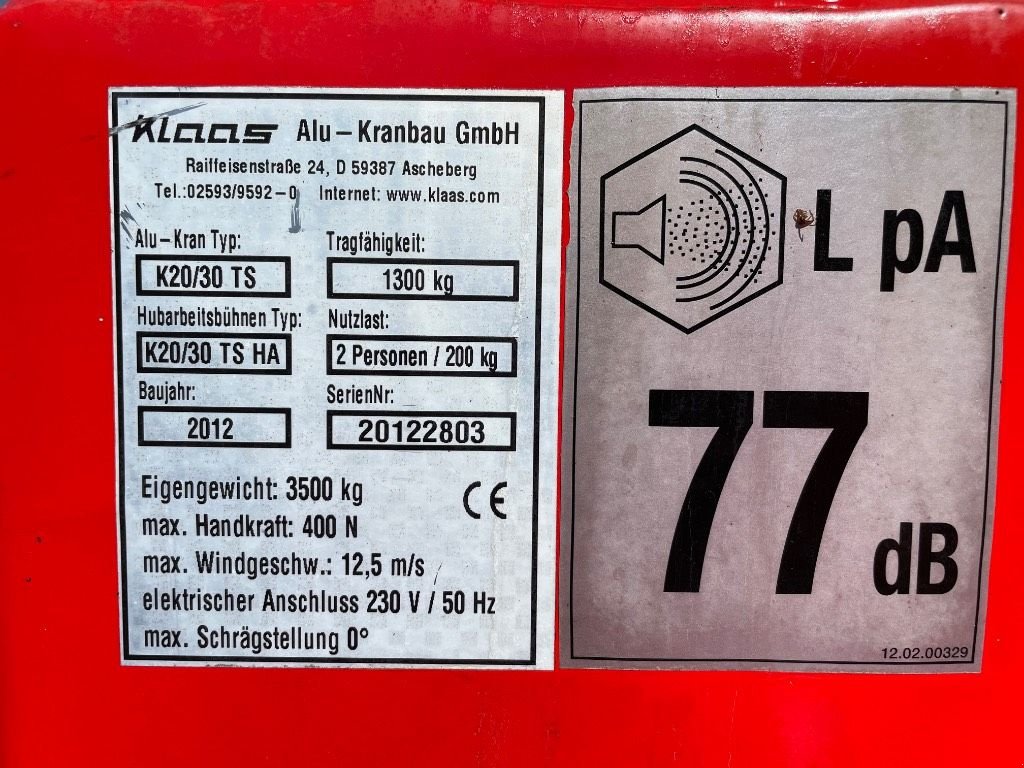 Klaas Alu-Kranbau GmbH
Raiffeisenstraße 24, D 59387 Ascheberg
Tel.:02593/9592-0 Internet: www.klaas.com
Alu-Kran Typ: Tragfähigkeit:
K20/30 TS 1300 kg
Hubarbeitsbühnen Typ: Nutzlast:
K20/30 TS HA 2 Personen / 200 kg
Baujahr: SerienNr:
2012 20122803
Eigengewicht: 3500 kg CE
max. Handkraft: 400 N
max. Windgeschw.: 12,5 m/s
elektrischer Anschluss 230 V / 50 Hz
max. Schrägstellung 0°
L pA
77
dB
12.02.00329